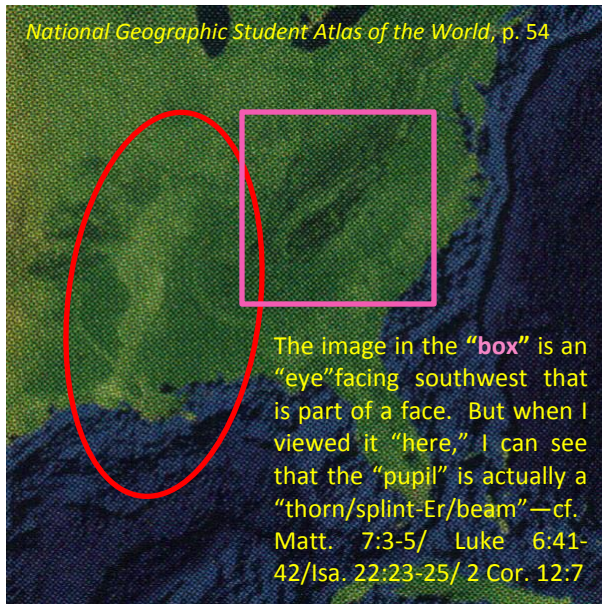 National Geographic Student Atlas of the World, p. 54
The image in the “box” is an
“eye”facing southwest that
is part of a face. But when I
viewed it “here,” I can see
that the “pupil” is actually a
“thorn/splint-Er/beam”—cf.
Matt. 7:3-5/ Luke 6:41-
42/Isa. 22:23-25/ 2 Cor. 12:7